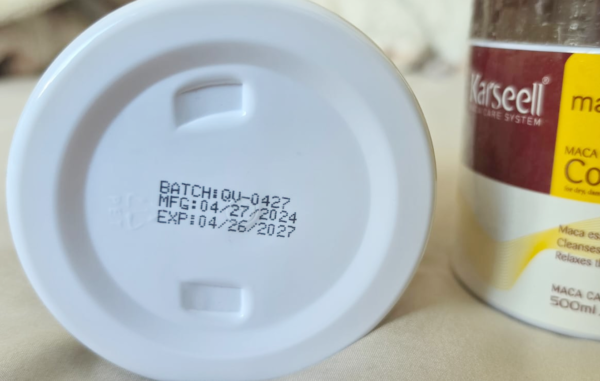 BATCH:QV-0427
MFG:04/27/2024
EXP:04/26/2027
Karseell®
CARE SYSTEM
ma
MACA
Co
Maca es
Cleanses
Relaxes th
MACA CA
500ml